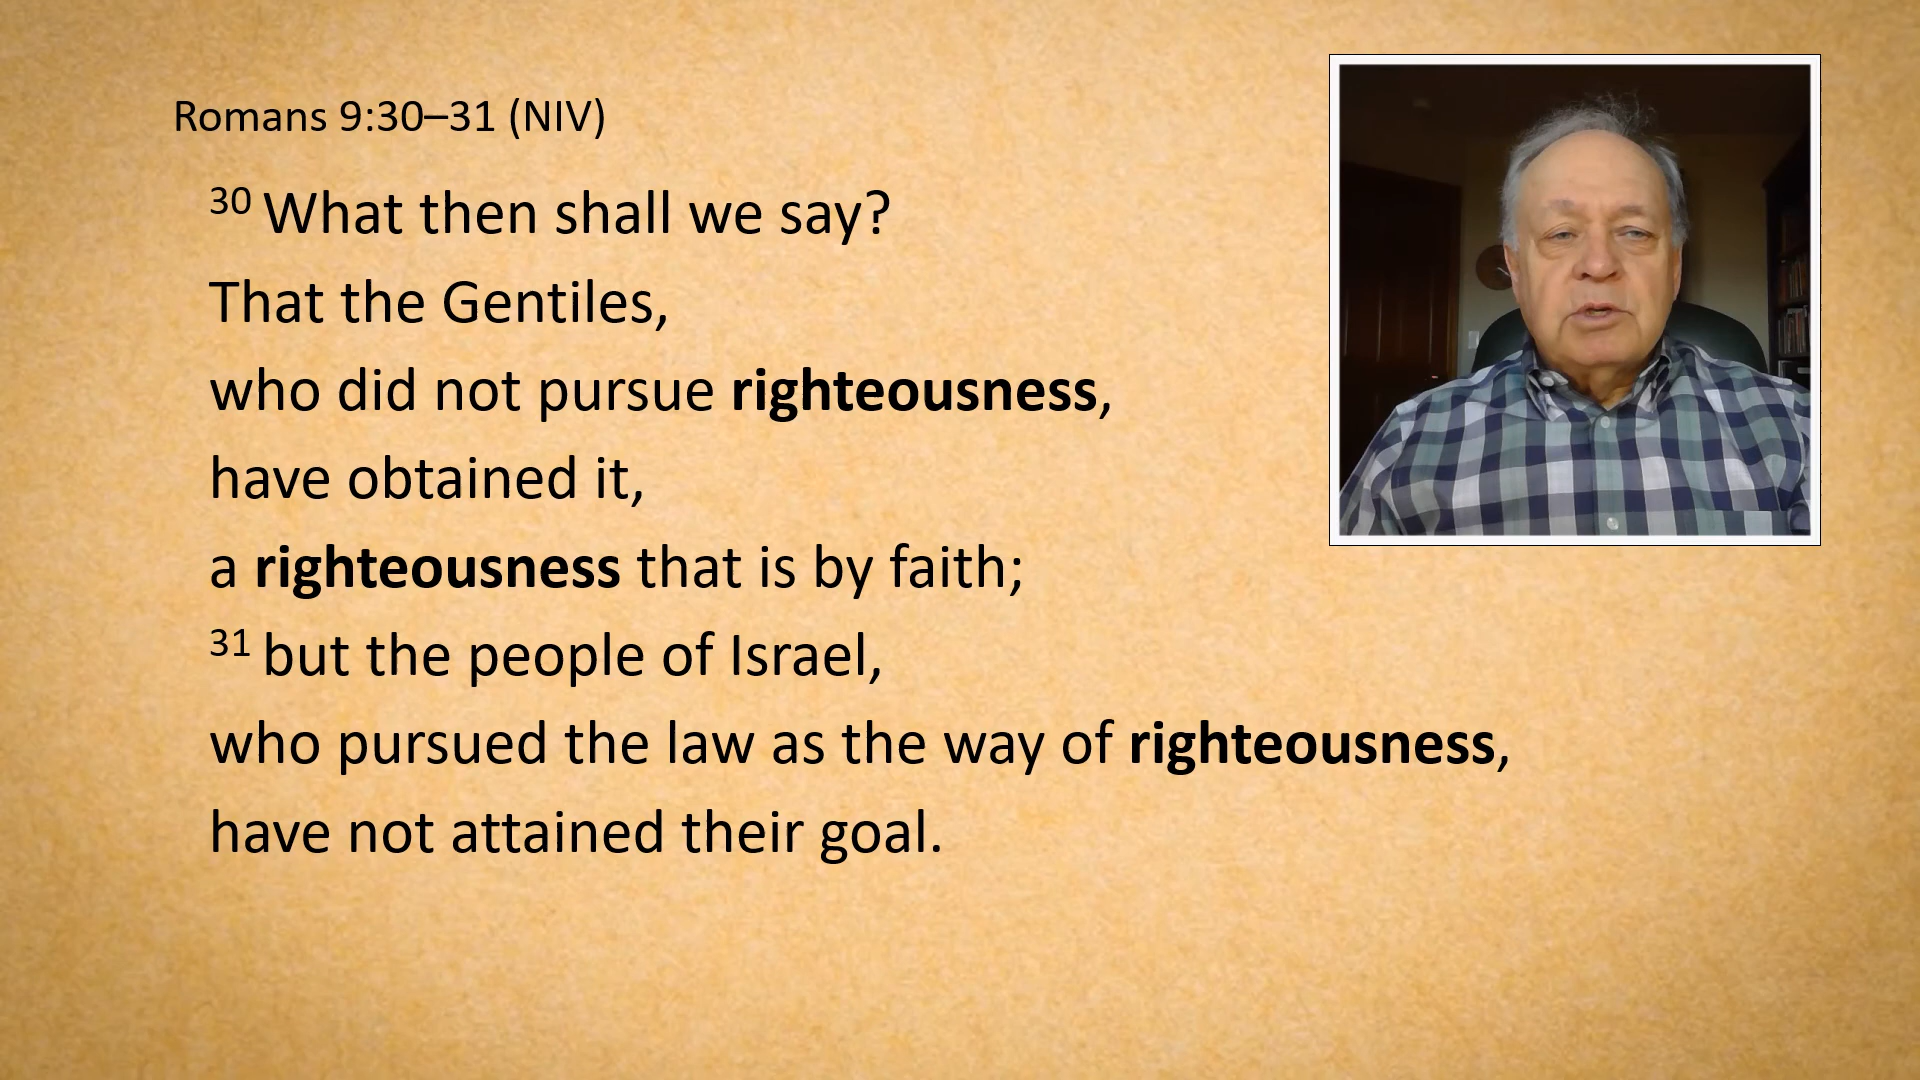 Romans 9:30–31 (NIV)
30 What then shall we say?
That the Gentiles,
who did not pursue righteousness,
have obtained it,
a righteousness that is by faith;
31 but the people of Israel,
who pursued the law as the way of righteousness,
have not attained their goal.